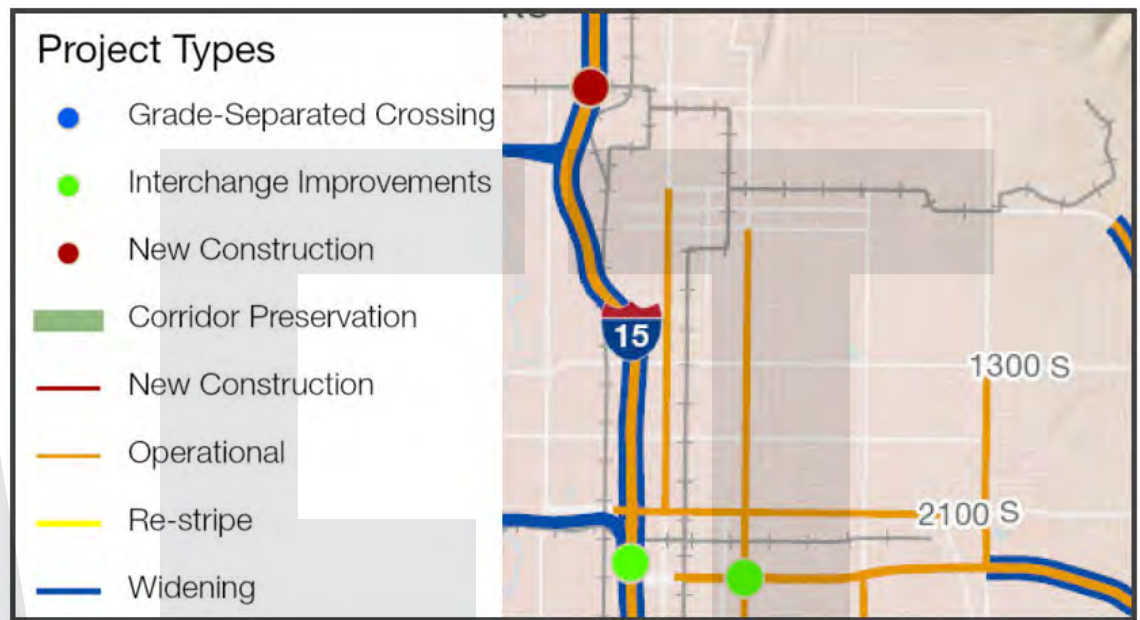 Project Types
Grade-Separated Crossing
Interchange Improvements
New Construction
Corridor Preservation
New Construction
Operational
Re-stripe
Widening
15
1300 S
2100 S